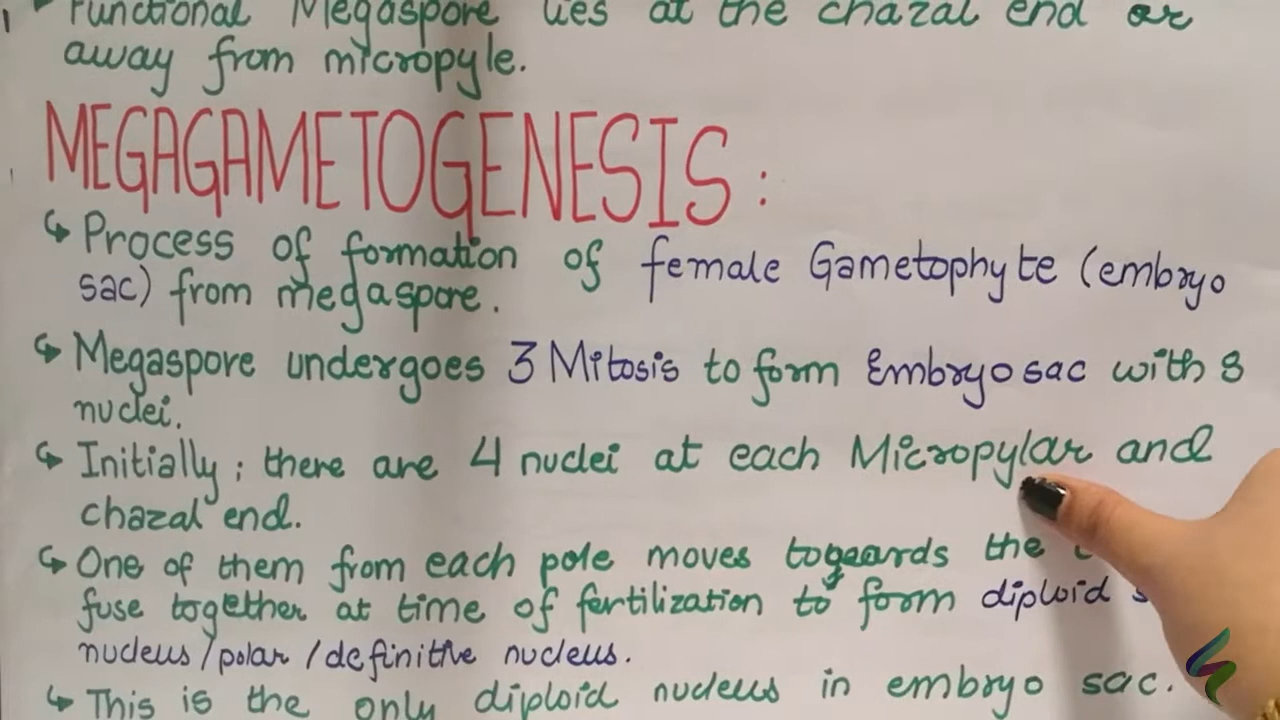 Functional Megaspore lies at the chazal end or
away from micropyle.
MEGAGAMETOGENESIS :
↳ Process of formation of female Gametophyte (embryo
sac) from megaspore.
↳ Megaspore undergoes 3 Mitosis to form Embryo sac with 8
nuclei.
↳ Initially ; there are 4 nuclei at each Micropylar and
chazal end.
↳ One of them from each pole moves togeards the
fuse together at time of fertilization to form diploid
nucleus / polar / definitive nucleus.
↳ This is the only diploid nucleus in embryo sac.